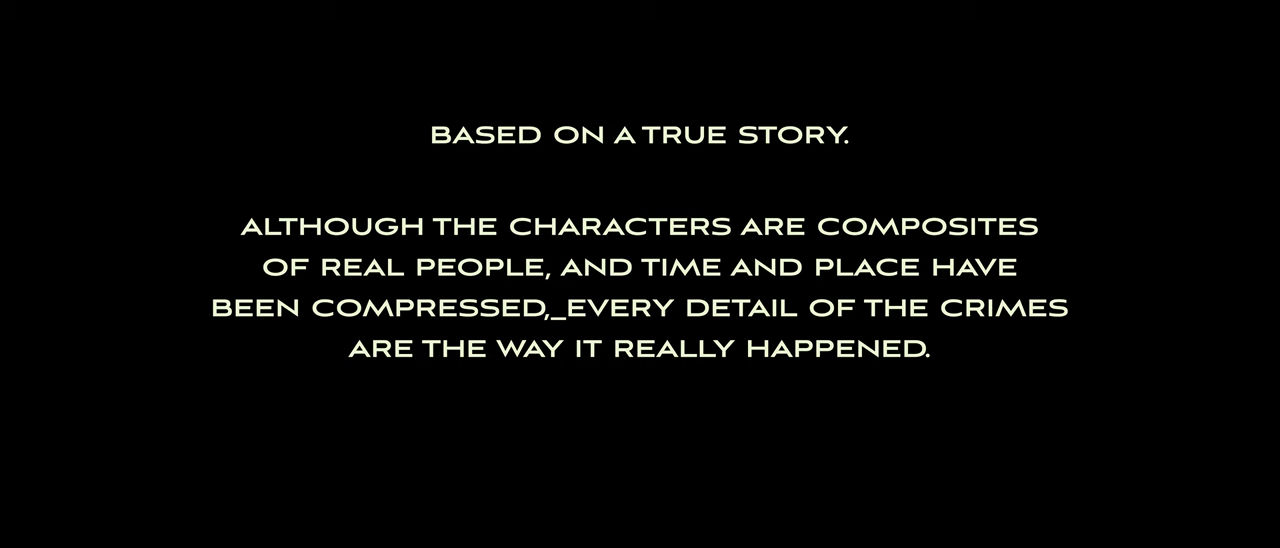 BASED ON A TRUE STORY.
ALTHOUGH THE CHARACTERS ARE COMPOSITES
OF REAL PEOPLE, AND TIME AND PLACE HAVE
BEEN COMPRESSED,_EVERY DETAIL OF THE CRIMES
ARE THE WAY IT REALLY HAPPENED.